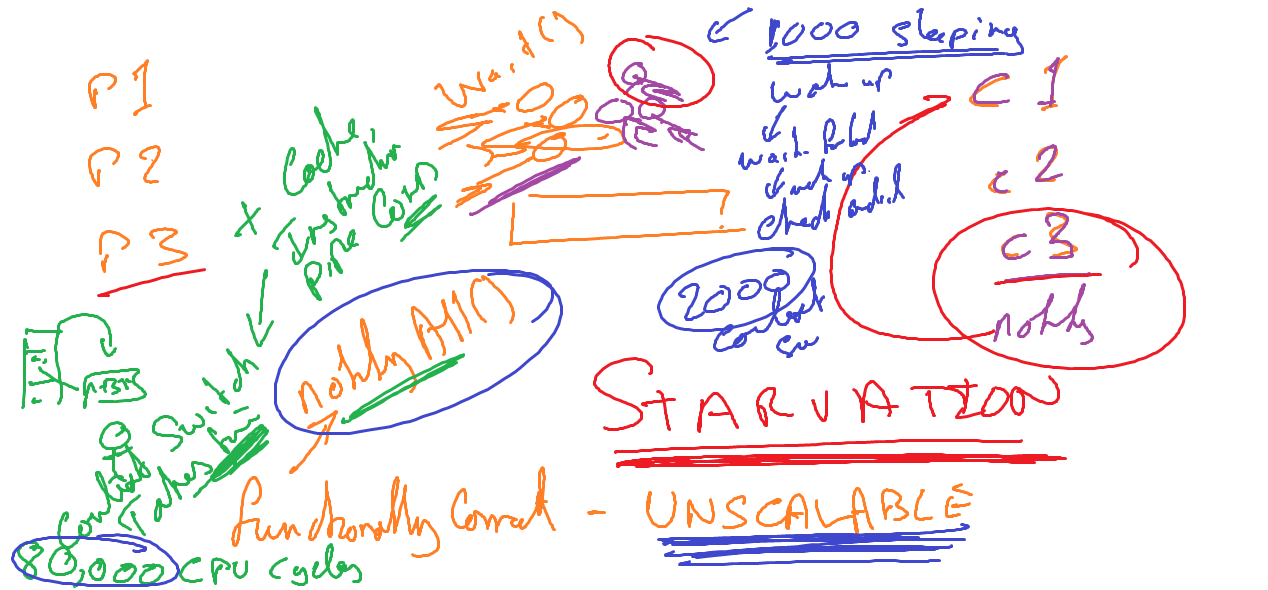 P1
P2
P3
wait()
1000 sleeping
wake up
check
c1
c2
c3
notify
x Cache,
Instruction
Pipe
2000
context
sw
notifyAll()
STARVATION
Context Switch
Takes
80,000 CPU cycles
functionally correct - UNSCALABLE